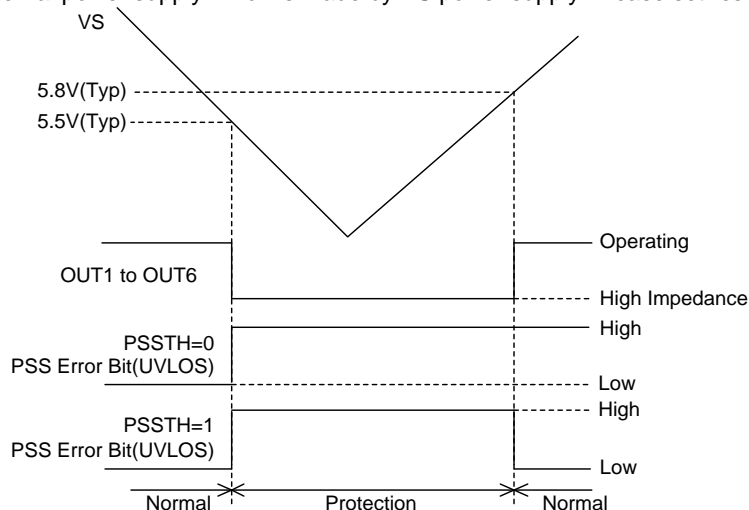 VS
5.8V(Typ)
5.5V(Typ)
Operating
OUT1 to OUT6
High Impedance
High
PSSTH=0
PSS Error Bit(UVLOS)
Low
High
PSSTH=1
PSS Error Bit(UVLOS)
Low
Normal
Protection
Normal